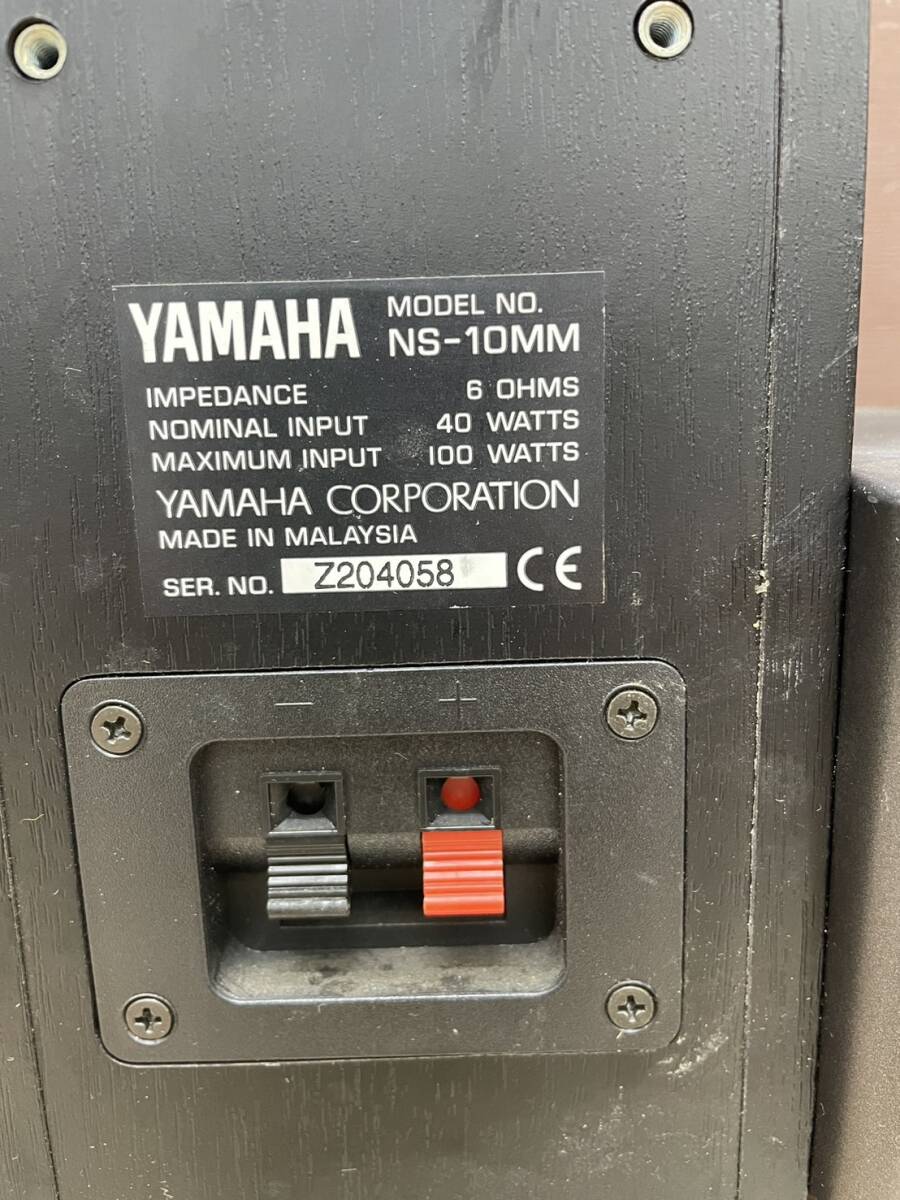 YAMAHA MODEL NO.
NS-10MM
IMPEDANCE 6 OHMS
NOMINAL INPUT 40 WATTS
MAXIMUM INPUT 100 WATTS
YAMAHA CORPORATION
MADE IN MALAYSIA
SER. NO. Z204058 CE
− +